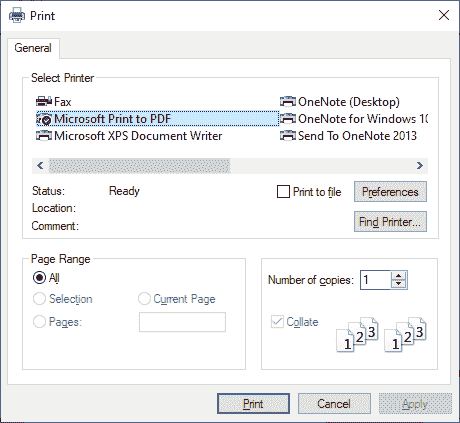 Print
General
Select Printer
Fax
Microsoft Print to PDF
Microsoft XPS Document Writer
OneNote (Desktop)
OneNote for Windows 10
Send To OneNote 2013
Status: Ready
Location:
Comment:
Print to file
Preferences
Find Printer...
Page Range
All
Selection
Current Page
Pages:
Number of copies: 1
Collate
1 2 3 1 2 3
Print
Cancel
Apply